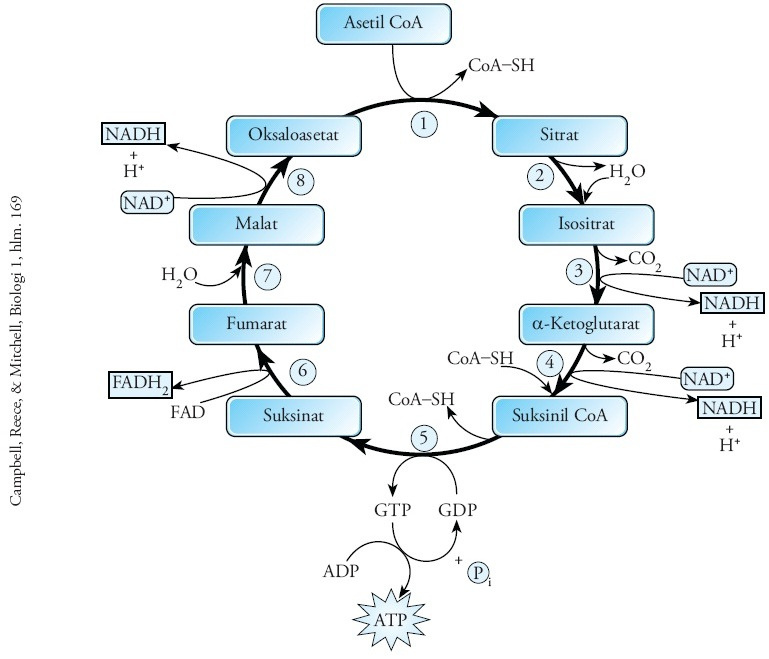 Asetil CoA
CoA–SH
Oksaloasetat
1
Sitrat
NADH
+
H⁺
NAD⁺
8
2
H₂O
Malat
Isositrat
H₂O
7
3
CO₂
NAD⁺
NADH
+
H⁺
Fumarat
α-Ketoglutarat
FADH₂
FAD
6
CoA–SH
4
CO₂
NAD⁺
NADH
+
H⁺
Suksinat
CoA–SH
Suksinil CoA
5
GTP
GDP
ADP
+
Pᵢ
ATP
Campbell, Reece, & Mitchell, Biologi 1, hlm. 169